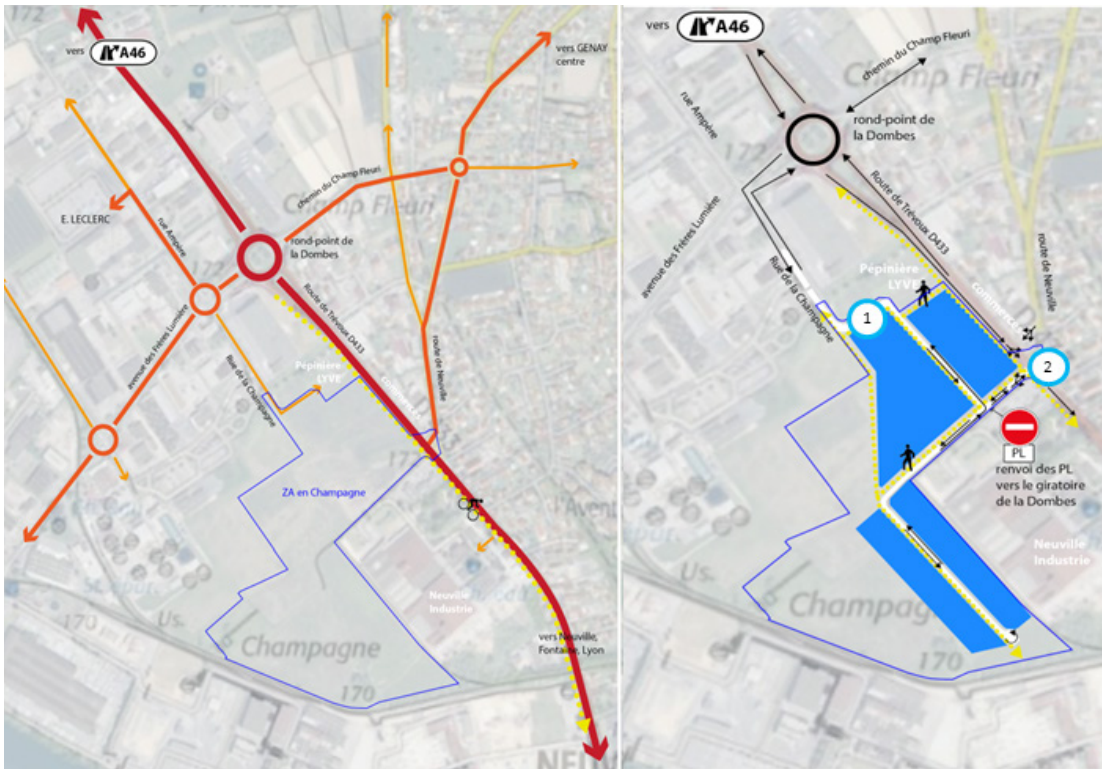 172
vers A46
vers GENAY
centre
E. LECLERC
rue Ampère
chemin du Champ Fleuri
Champ Fleuri
rond-point de
la Dombes
172
Route de Trévoux D433
avenue des Frères Lumière
Rue de la Champagne
Pépinière
LYVE
route de Neuville
ZA en Champagne
Neuville
Industrie
170
Us.
Champagne
170
vers Neuville,
Fontaine, Lyon
vers A46
chemin du Champ Fleuri
Champ Fleuri
rue Ampère
rond-point de
la Dombes
172
Route de Trévoux D433
avenue des Frères Lumière
Rue de la Champagne
Pépinière
LYVE
route de Neuville
1
2
PL
renvoi des PL
vers le giratoire
de la Dombes
Neuville
Industrie
Us.
170